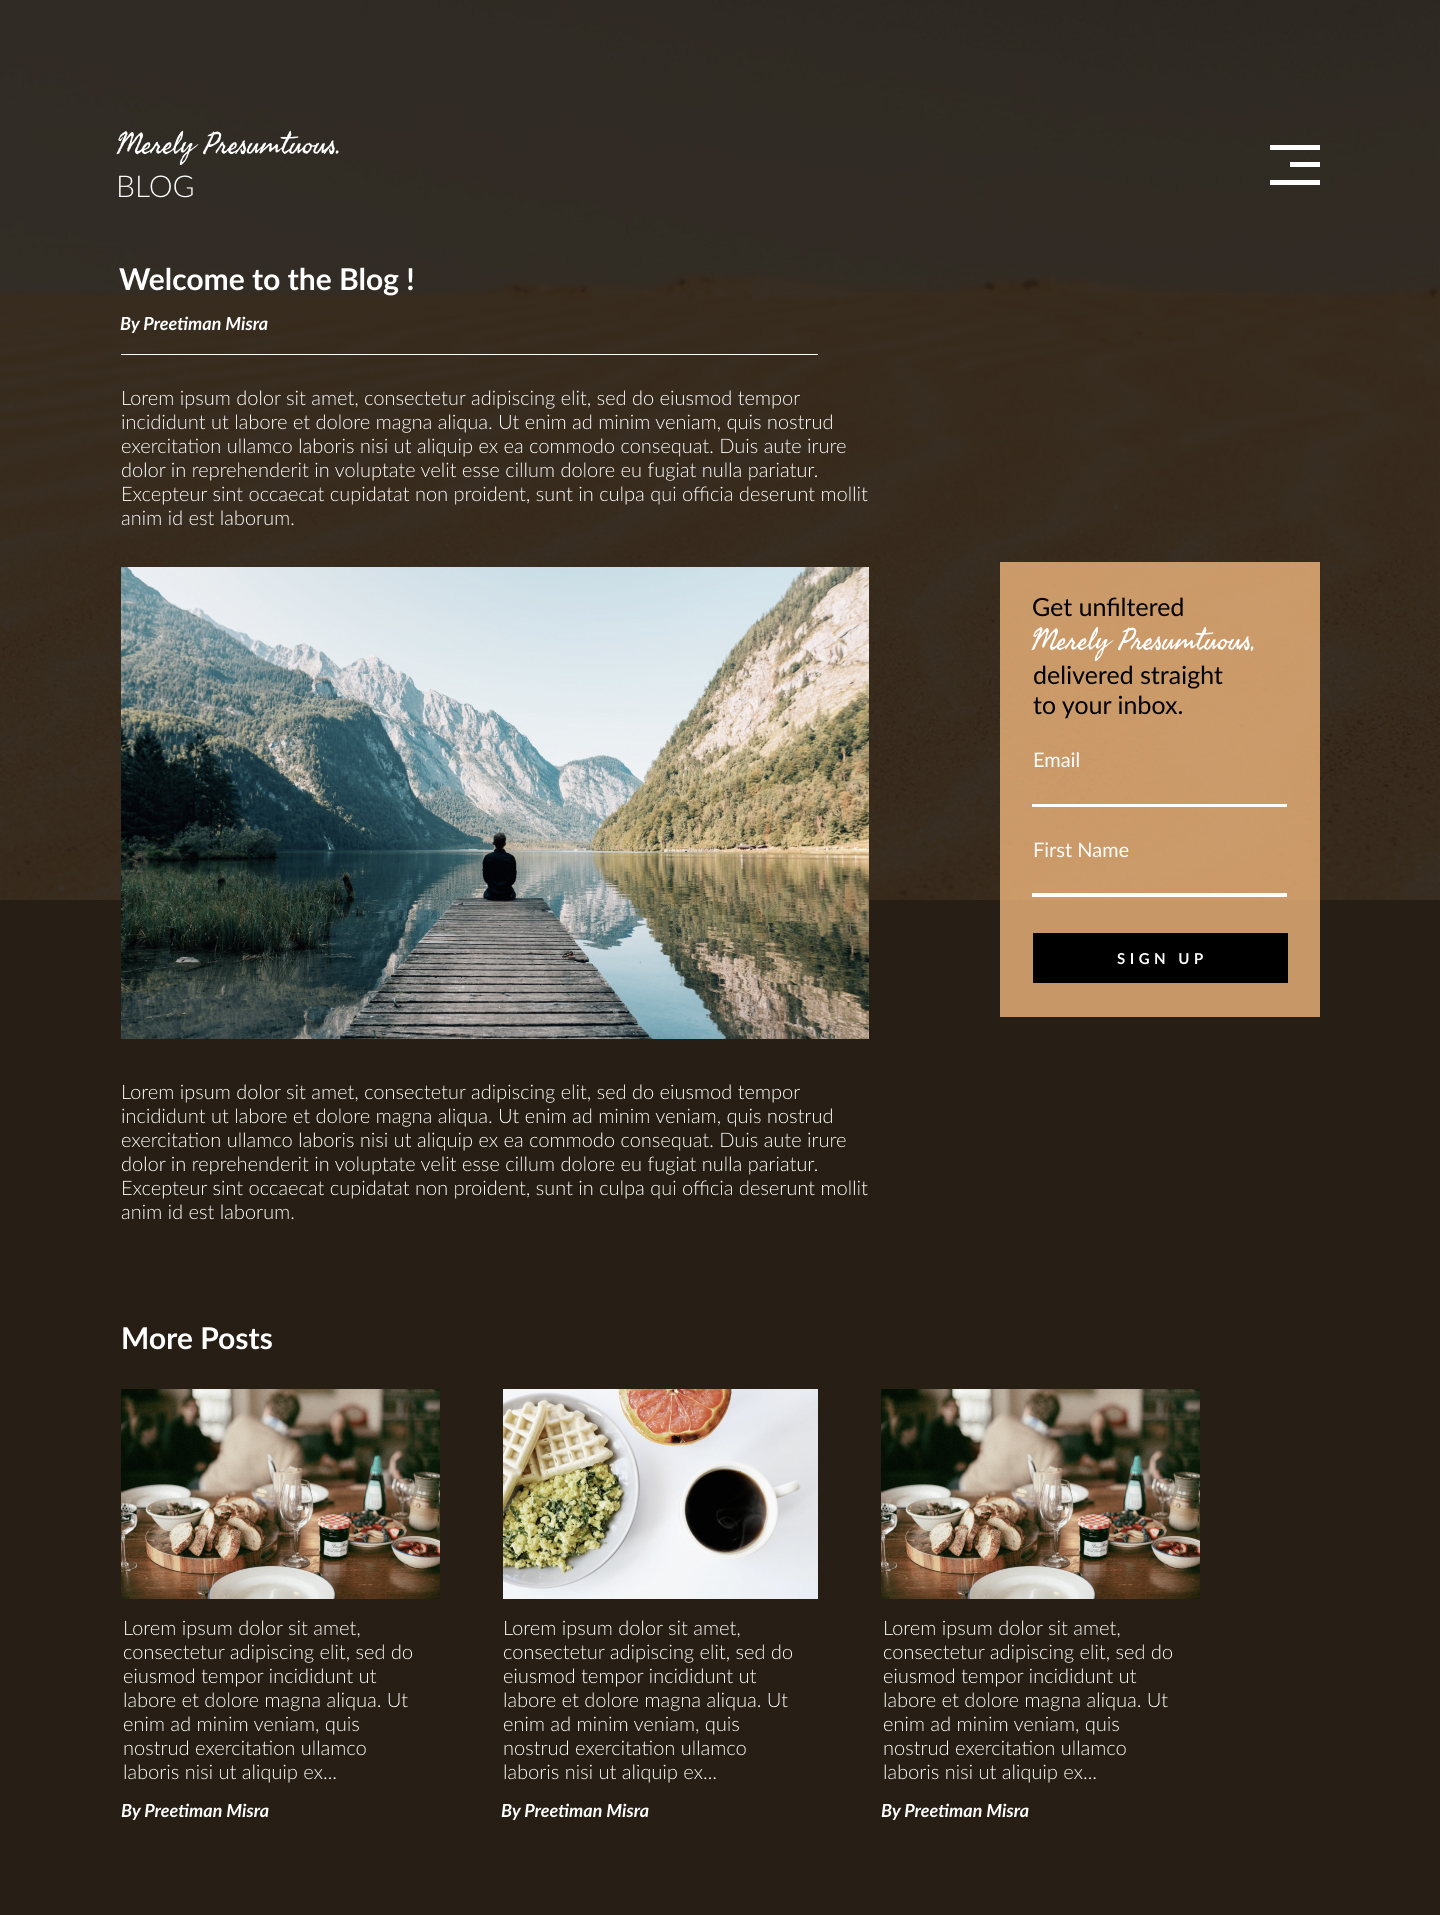 Merely Presumtuous.
BLOG
Welcome to the Blog !
By Preetiman Misra
Lorem ipsum dolor sit amet, consectetur adipiscing elit, sed do eiusmod tempor
incididunt ut labore et dolore magna aliqua. Ut enim ad minim veniam, quis nostrud
exercitation ullamco laboris nisi ut aliquip ex ea commodo consequat. Duis aute irure
dolor in reprehenderit in voluptate velit esse cillum dolore eu fugiat nulla pariatur.
Excepteur sint occaecat cupidatat non proident, sunt in culpa qui officia deserunt mollit
anim id est laborum.
Get unfiltered
Merely Presumtuous.
delivered straight
to your inbox.
Email
First Name
SIGN UP
Lorem ipsum dolor sit amet, consectetur adipiscing elit, sed do eiusmod tempor
incididunt ut labore et dolore magna aliqua. Ut enim ad minim veniam, quis nostrud
exercitation ullamco laboris nisi ut aliquip ex ea commodo consequat. Duis aute irure
dolor in reprehenderit in voluptate velit esse cillum dolore eu fugiat nulla pariatur.
Excepteur sint occaecat cupidatat non proident, sunt in culpa qui officia deserunt mollit
anim id est laborum.
More Posts
Lorem ipsum dolor sit amet,
consectetur adipiscing elit, sed do
eiusmod tempor incididunt ut
labore et dolore magna aliqua. Ut
enim ad minim veniam, quis
nostrud exercitation ullamco
laboris nisi ut aliquip ex...
By Preetiman Misra
Lorem ipsum dolor sit amet,
consectetur adipiscing elit, sed do
eiusmod tempor incididunt ut
labore et dolore magna aliqua. Ut
enim ad minim veniam, quis
nostrud exercitation ullamco
laboris nisi ut aliquip ex...
By Preetiman Misra
Lorem ipsum dolor sit amet,
consectetur adipiscing elit, sed do
eiusmod tempor incididunt ut
labore et dolore magna aliqua. Ut
enim ad minim veniam, quis
nostrud exercitation ullamco
laboris nisi ut aliquip ex...
By Preetiman Misra